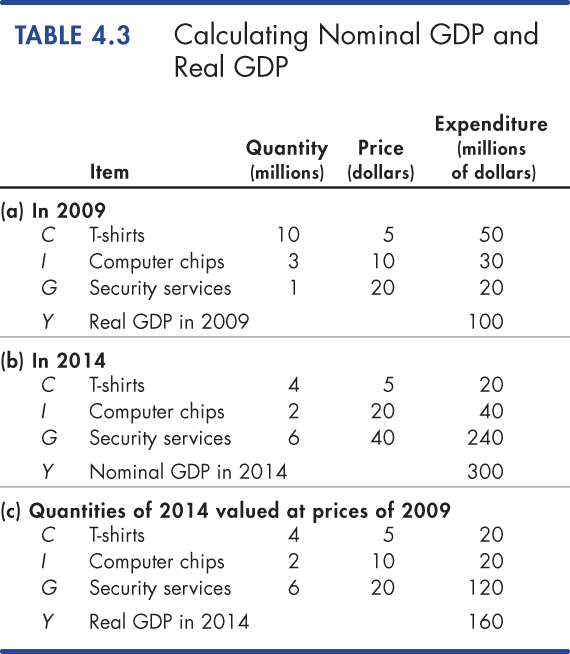 TABLE 4.3 Calculating Nominal GDP and
Real GDP
Item Quantity (millions) Price (dollars) Expenditure (millions of dollars)
(a) In 2009
C T-shirts 10 5 50
I Computer chips 3 10 30
G Security services 1 20 20
Y Real GDP in 2009 100
(b) In 2014
C T-shirts 4 5 20
I Computer chips 2 20 40
G Security services 6 40 240
Y Nominal GDP in 2014 300
(c) Quantities of 2014 valued at prices of 2009
C T-shirts 4 5 20
I Computer chips 2 10 20
G Security services 6 20 120
Y Real GDP in 2014 160